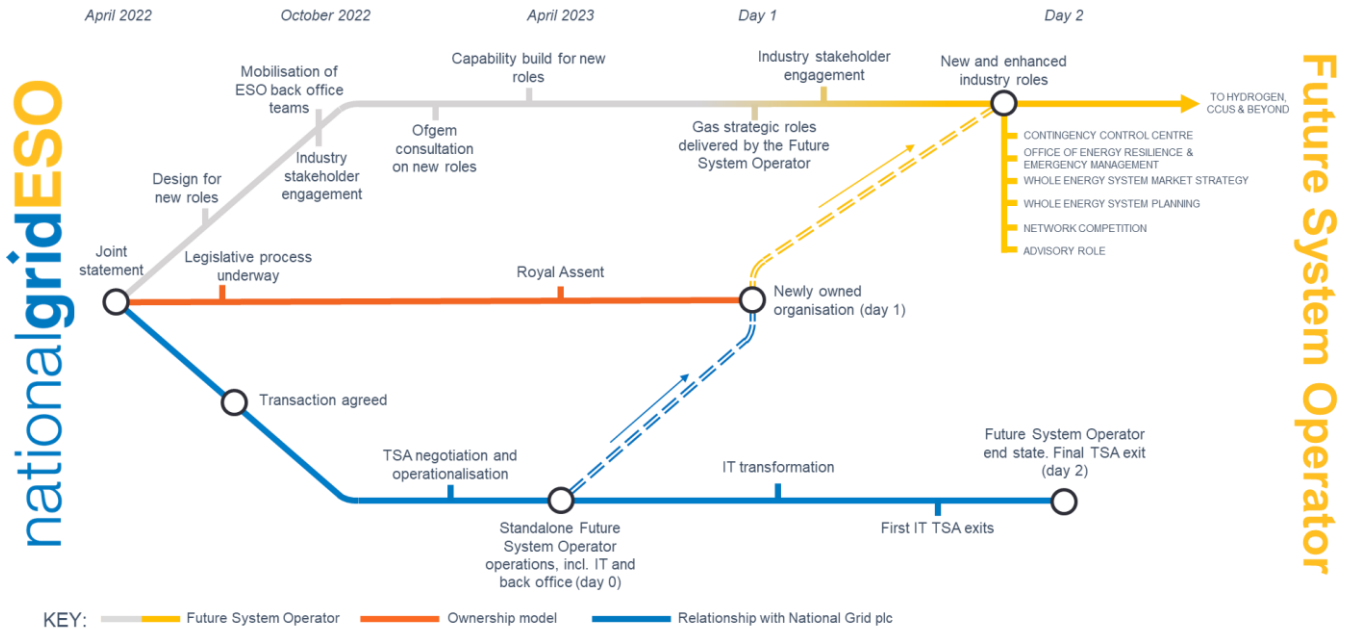 April 2022
October 2022
April 2023
Day 1
Day 2
nationalgridESO
Future System Operator
Mobilisation of
ESO back office
teams
Capability build for new
roles
Industry stakeholder
engagement
New and enhanced
industry roles
TO HYDROGEN,
CCUS & BEYOND
Design for
new roles
Industry
stakeholder
engagement
Ofgem
consultation
on new roles
Gas strategic roles
delivered by the Future
System Operator
CONTINGENCY CONTROL CENTRE
OFFICE OF ENERGY RESILIENCE &
EMERGENCY MANAGEMENT
WHOLE ENERGY SYSTEM MARKET STRATEGY
WHOLE ENERGY SYSTEM PLANNING
NETWORK COMPETITION
ADVISORY ROLE
Joint
statement
Legislative process
underway
Royal Assent
Newly owned
organisation (day 1)
Transaction agreed
TSA negotiation and
operationalisation
IT transformation
Future System Operator
end state. Final TSA exit
(day 2)
Standalone Future
System Operator
operations, incl. IT and
back office (day 0)
First IT TSA exits
KEY:
Future System Operator
Ownership model
Relationship with National Grid plc